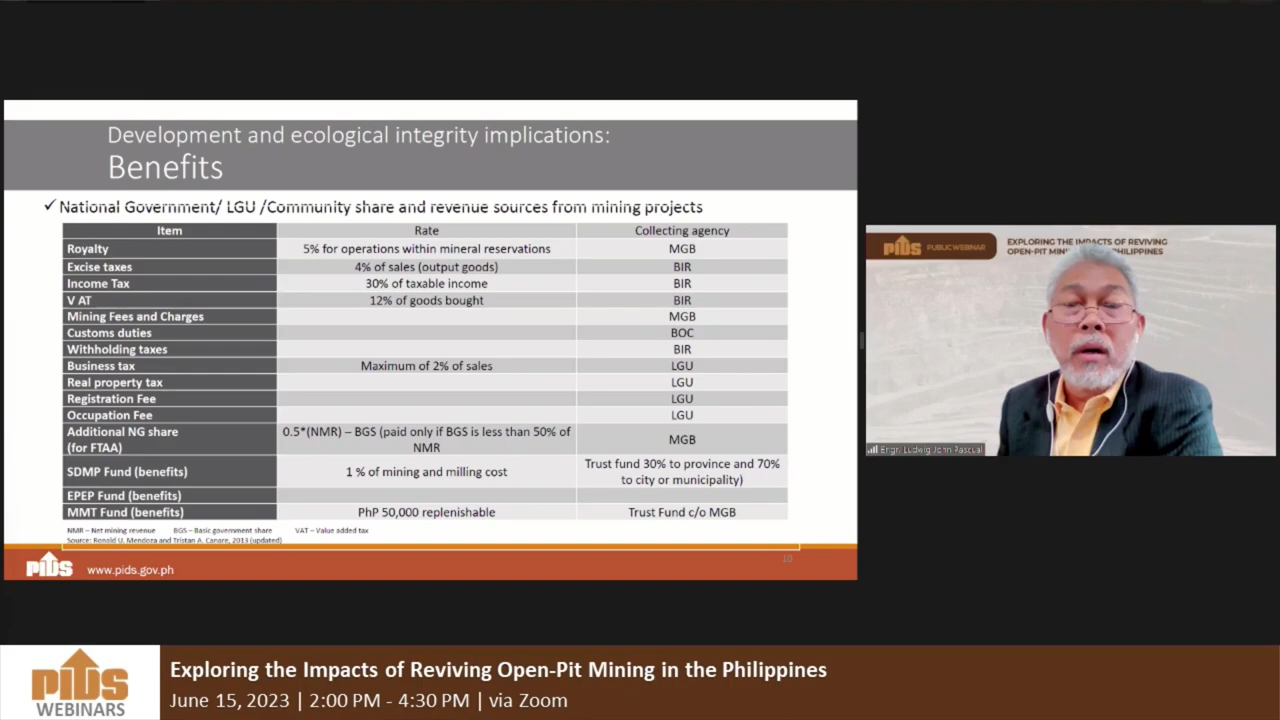 Development and ecological integrity implications:
Benefits
✓ National Government/ LGU /Community share and revenue sources from mining projects
Item Rate Collecting agency
Royalty 5% for operations within mineral reservations MGB
Excise taxes 4% of sales (output goods) BIR
Income Tax 30% of taxable income BIR
V AT 12% of goods bought BIR
Mining Fees and Charges MGB
Customs duties BOC
Withholding taxes BIR
Business tax Maximum of 2% of sales LGU
Real property tax LGU
Registration Fee LGU
Occupation Fee LGU
Additional NG share
(for FTAA)
0.5*(NMR) – BGS (paid only if BGS is less than 50% of
NMR
MGB
SDMP Fund (benefits) 1 % of mining and milling cost
Trust fund 30% to province and 70%
to city or municipality)
EPEP Fund (benefits)
MMT Fund (benefits) PhP 50,000 replenishable Trust Fund c/o MGB
NMR – Net mining revenue BGS – Basic government share VAT – Value added tax
Source: Ronald U. Mendoza and Tristan A. Canare, 2013 (updated)
10
PIDS www.pids.gov.ph
PIDS PUBLIC WEBINAR
EXPLORING THE IMPACTS OF REVIVING
OPEN-PIT PHILIPPINES
Engr. Ludwig John Pascual
PIDS
WEBINARS
Exploring the Impacts of Reviving Open-Pit Mining in the Philippines
June 15, 2023 | 2:00 PM - 4:30 PM | via Zoom